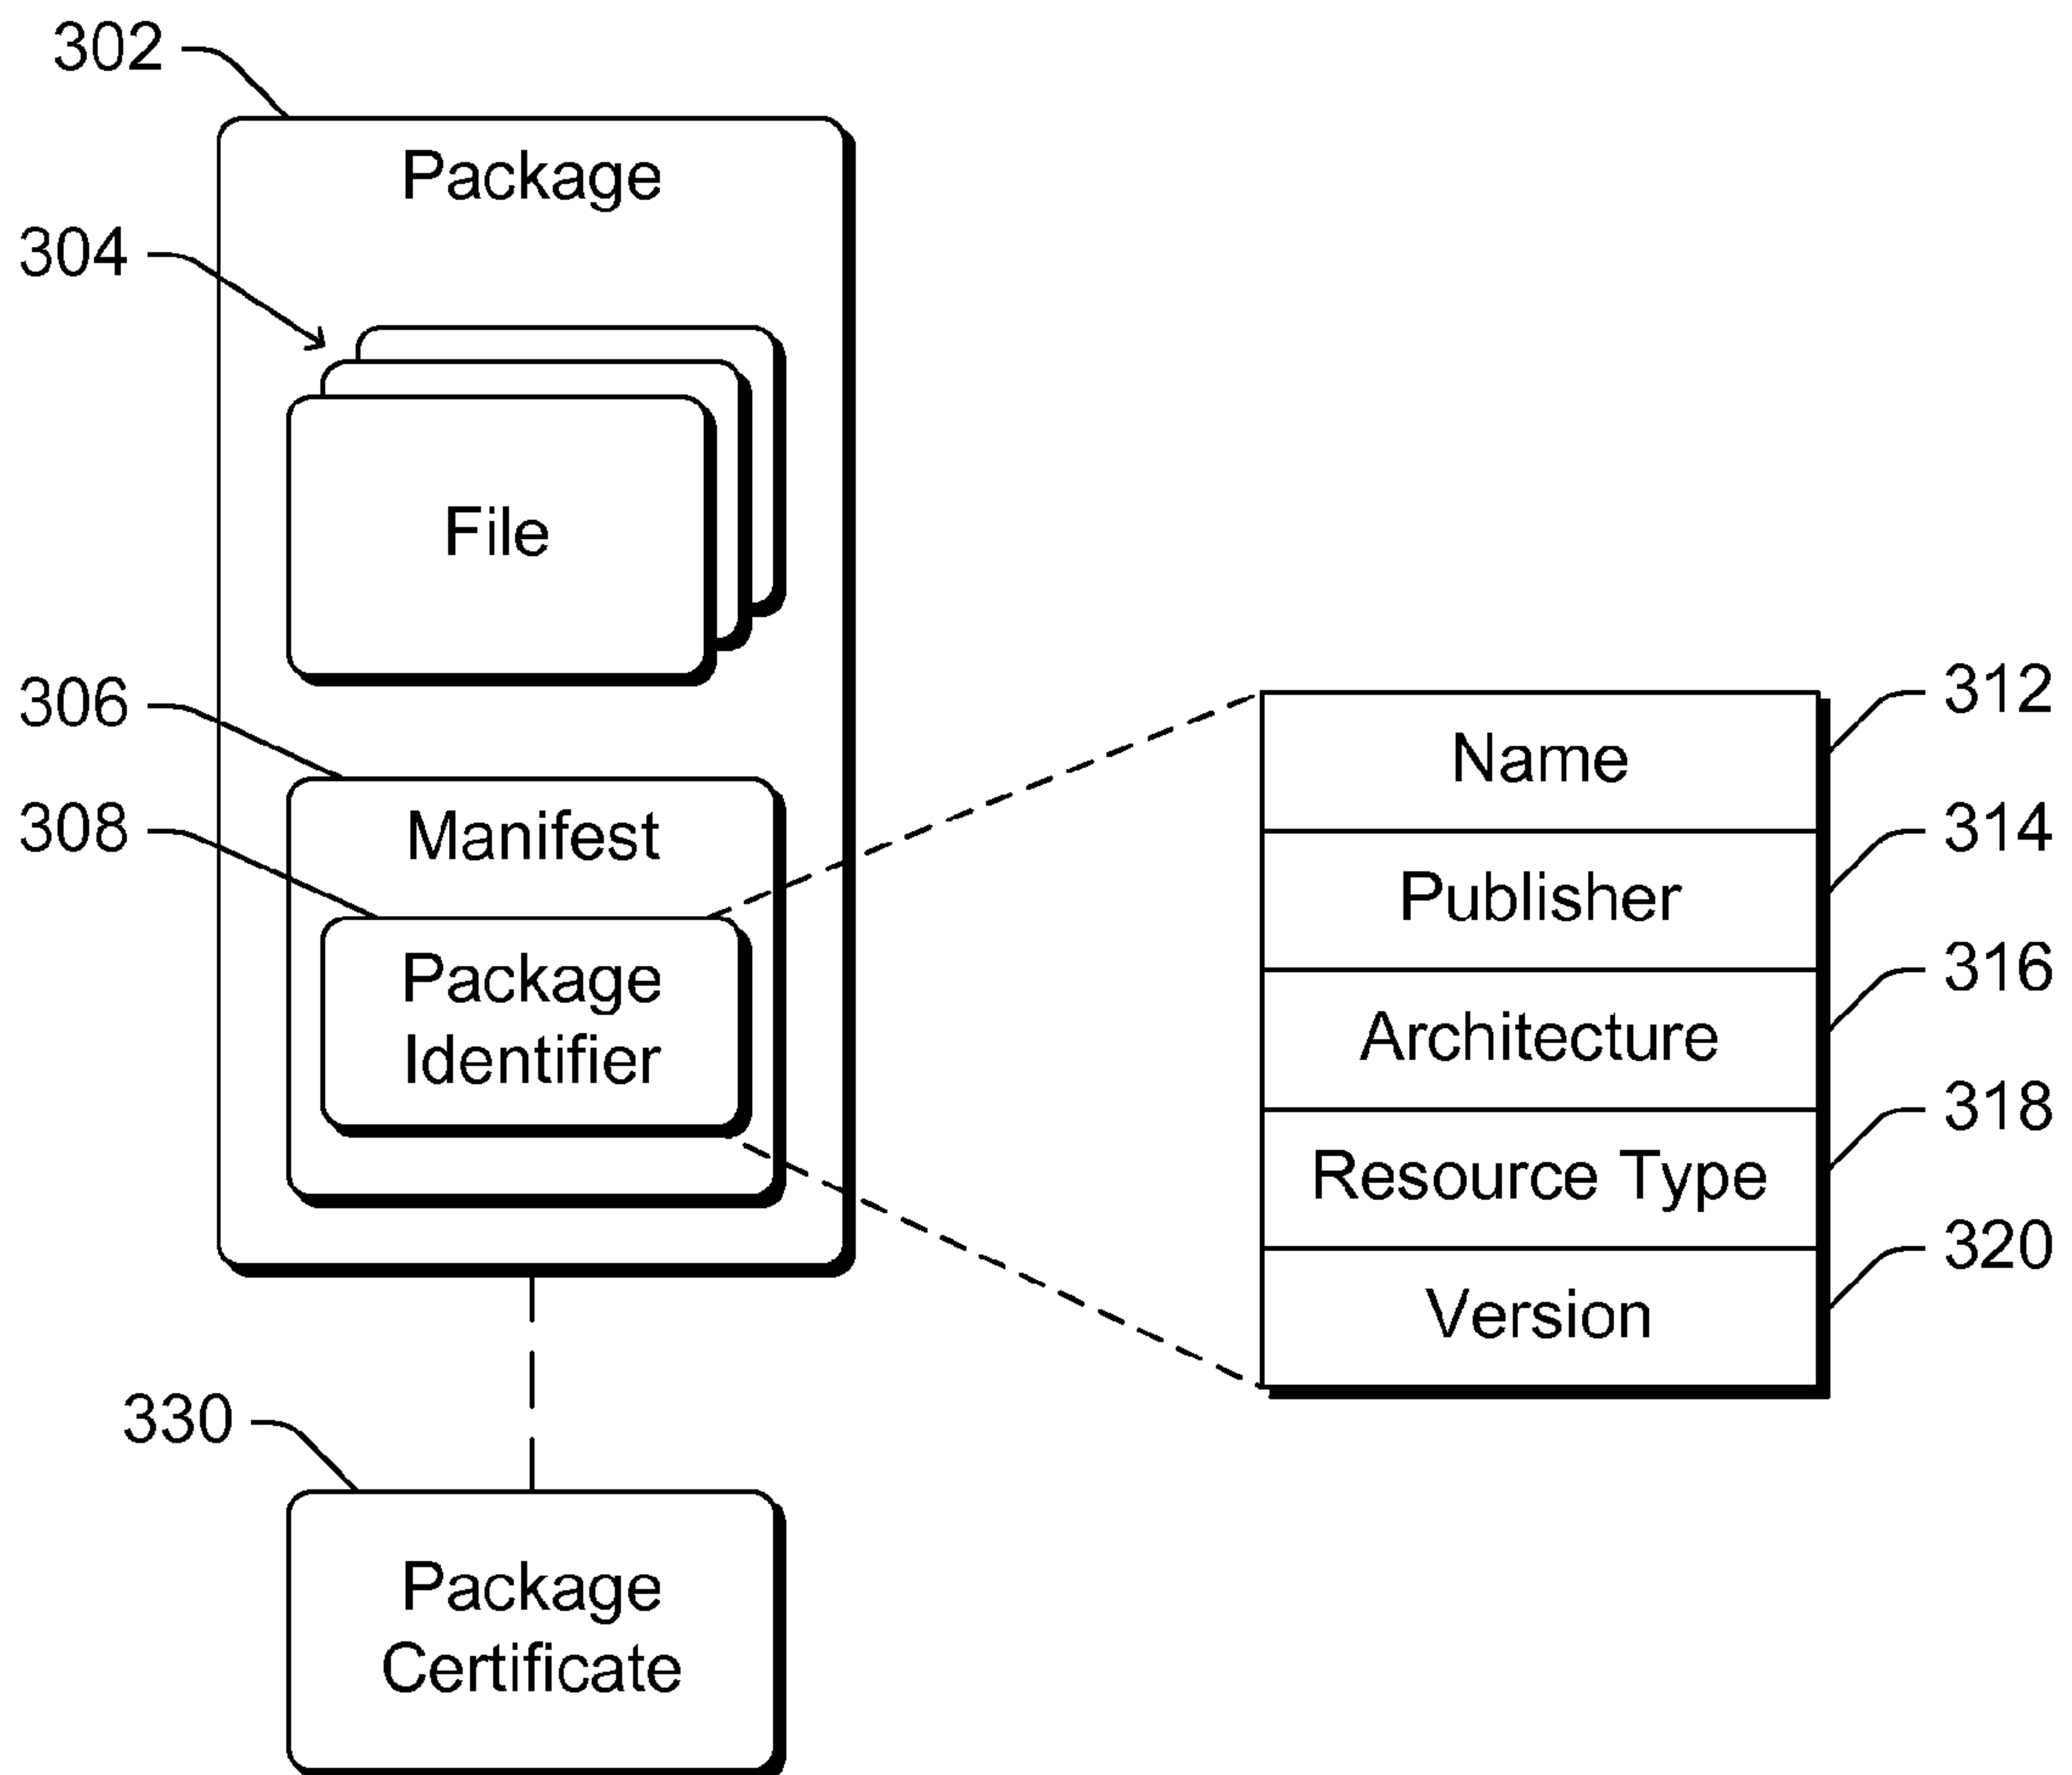 302
Package
304
File
306
308
Manifest
Package
Identifier
312
Name
314
Publisher
316
Architecture
318
Resource Type
320
Version
330
Package
Certificate